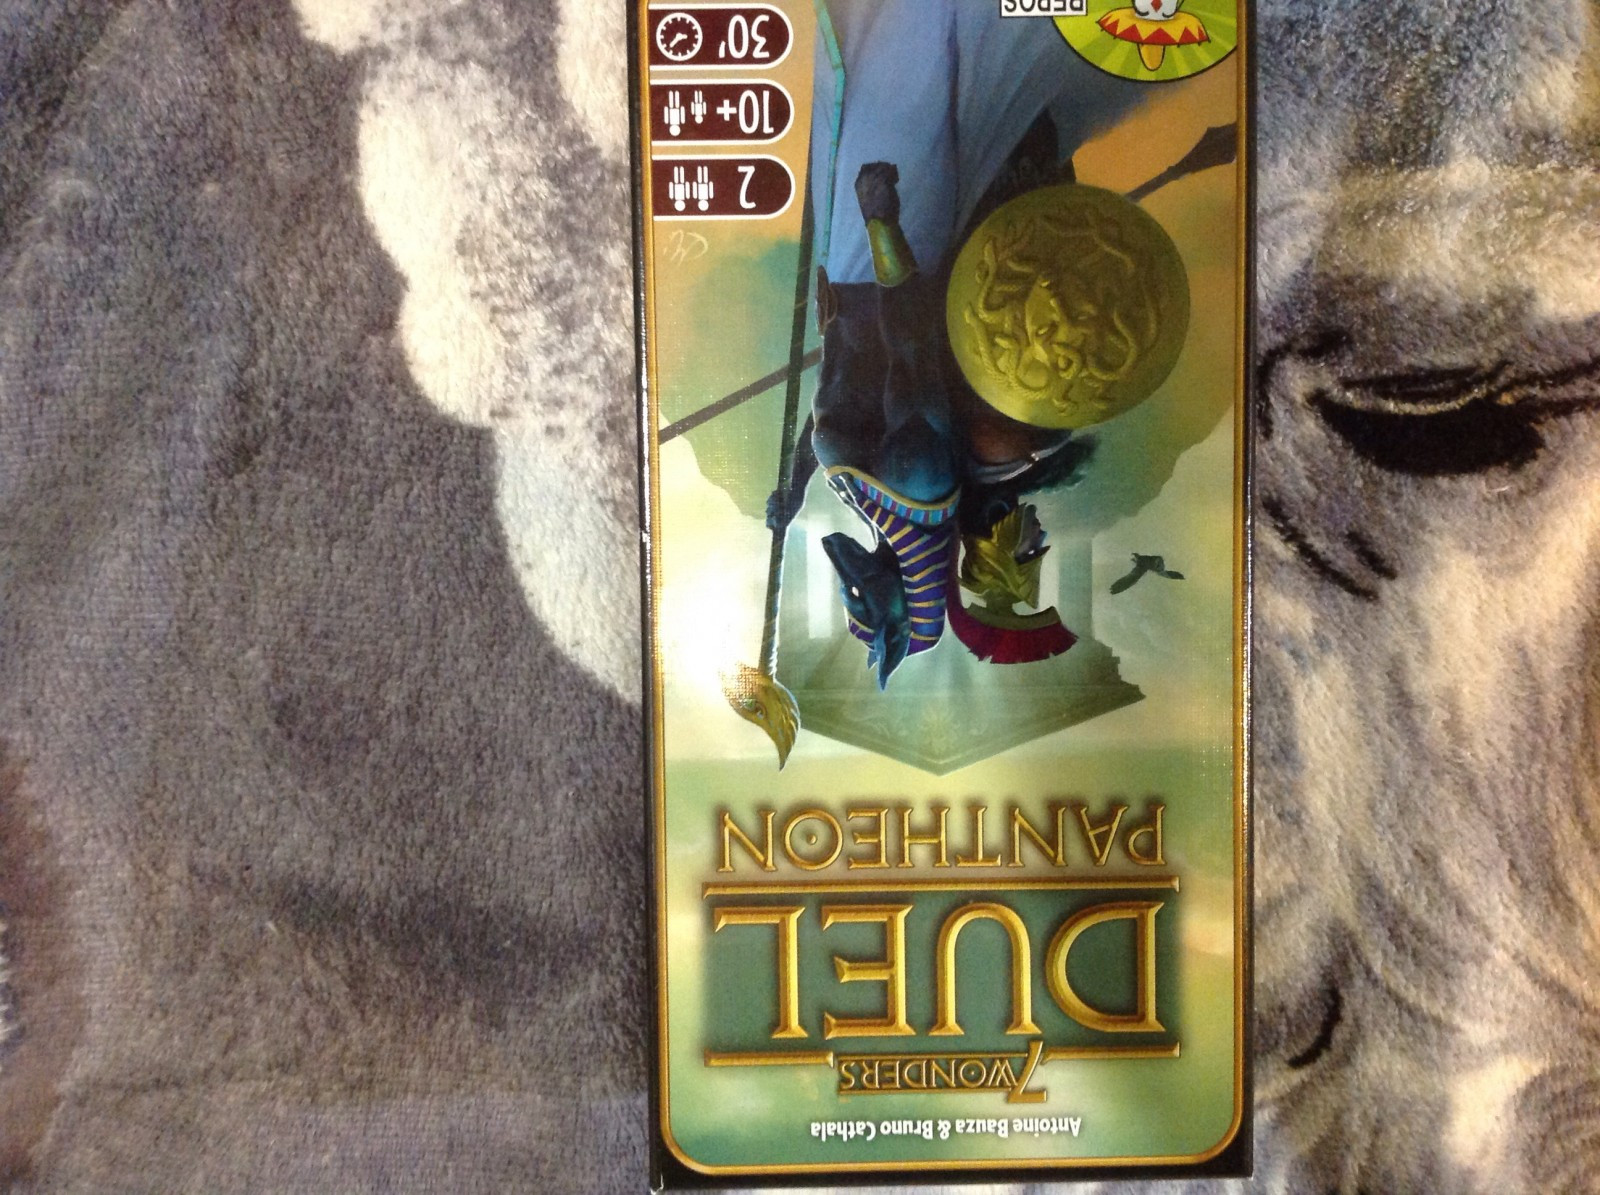 Antoine Bauza & Bruno Cathala
7 WONDERS
DUEL
PANTHEON
2
10+
30'
REPOS